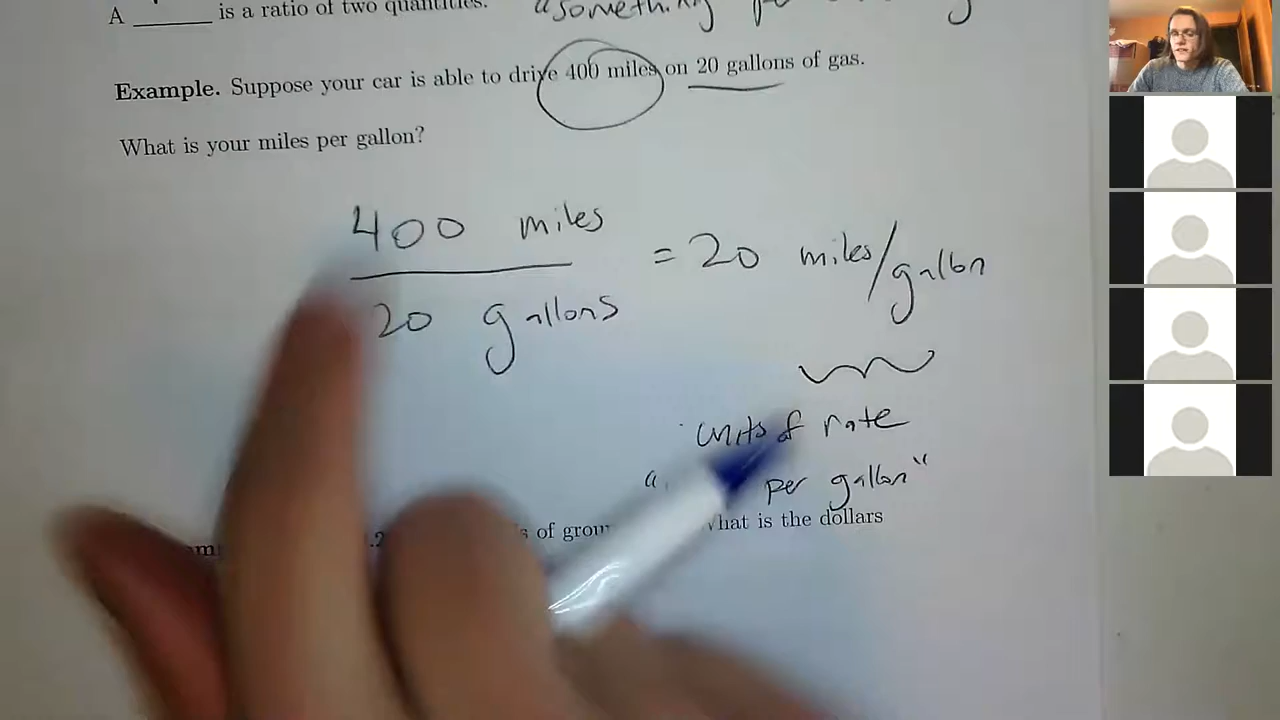 A ______ is a ratio of two quantities. "something
Example. Suppose your car is able to drive 400 miles on 20 gallons of gas.
What is your miles per gallon?
400 miles
20 gallons
= 20 miles/gallon
units of rate
per gallon"
of What is the dollars